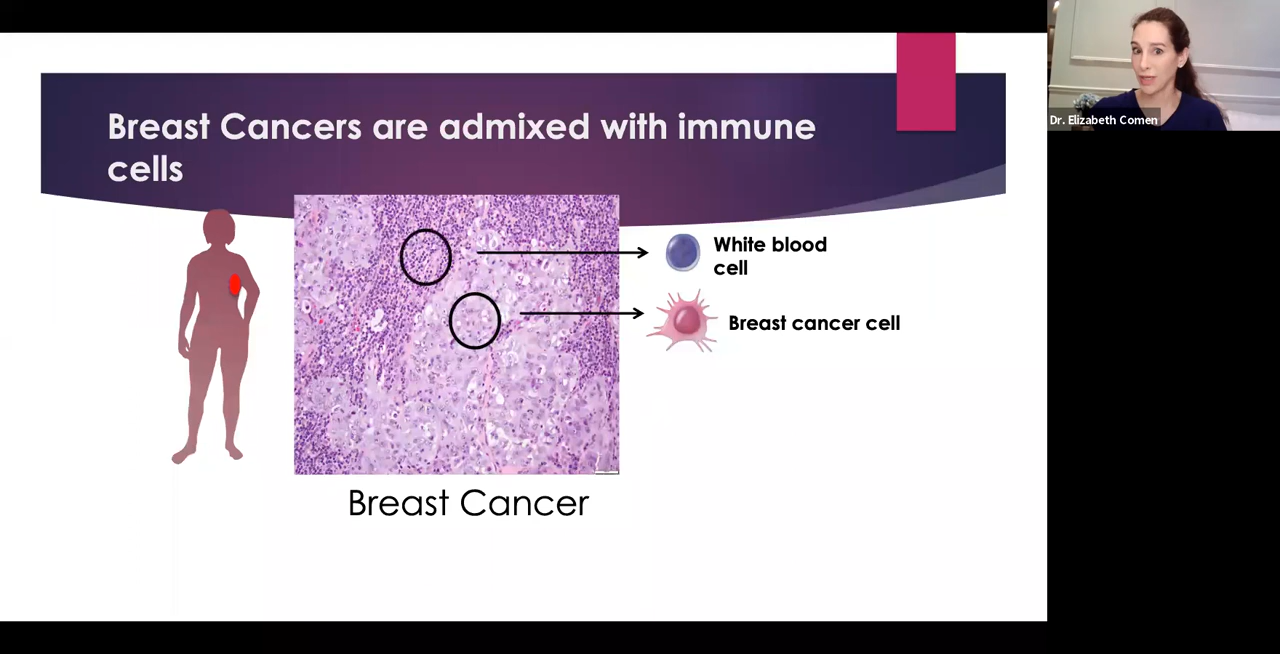 Breast Cancers are admixed with immune
cells
White blood
cell
Breast cancer cell
Breast Cancer
Dr. Elizabeth Comen